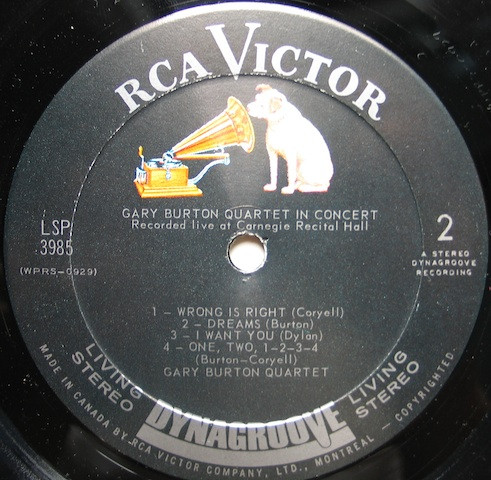 RCA VICTOR
GARY BURTON QUARTET IN CONCERT
Recorded live at Carnegie Recital Hall
LSP
3985
(WPRS-0929)
2
A STEREO
DYNAGROOVE
RECORDING
1 – WRONG IS RIGHT (Coryell)
2 – DREAMS (Burton)
3 – I WANT YOU (Dylan)
4 – ONE, TWO, 1-2-3-4
(Burton-Coryell)
GARY BURTON QUARTET
LIVING
STEREO
DYNAGROOVE
LIVING
STEREO
MADE IN CANADA BY RCA VICTOR COMPANY, LTD., MONTREAL – COPYRIGHTED.